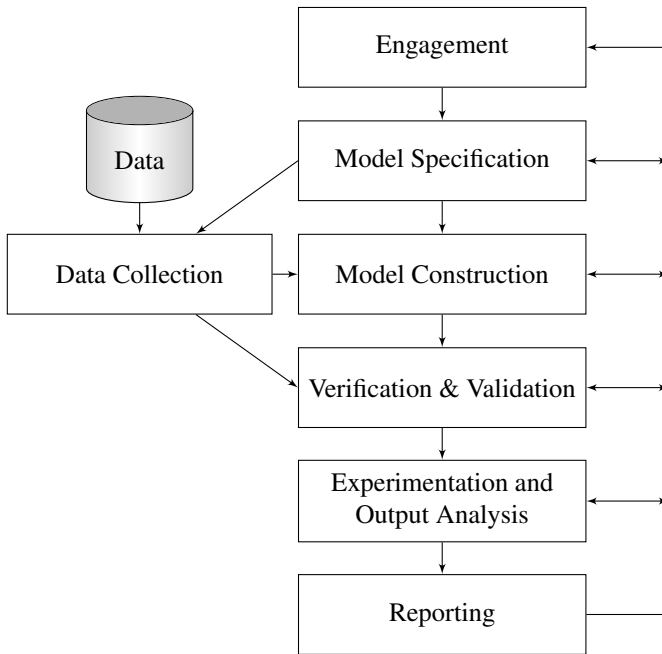 Engagement
Data
Model Specification
Data Collection
Model Construction
Verification & Validation
Experimentation and
Output Analysis
Reporting